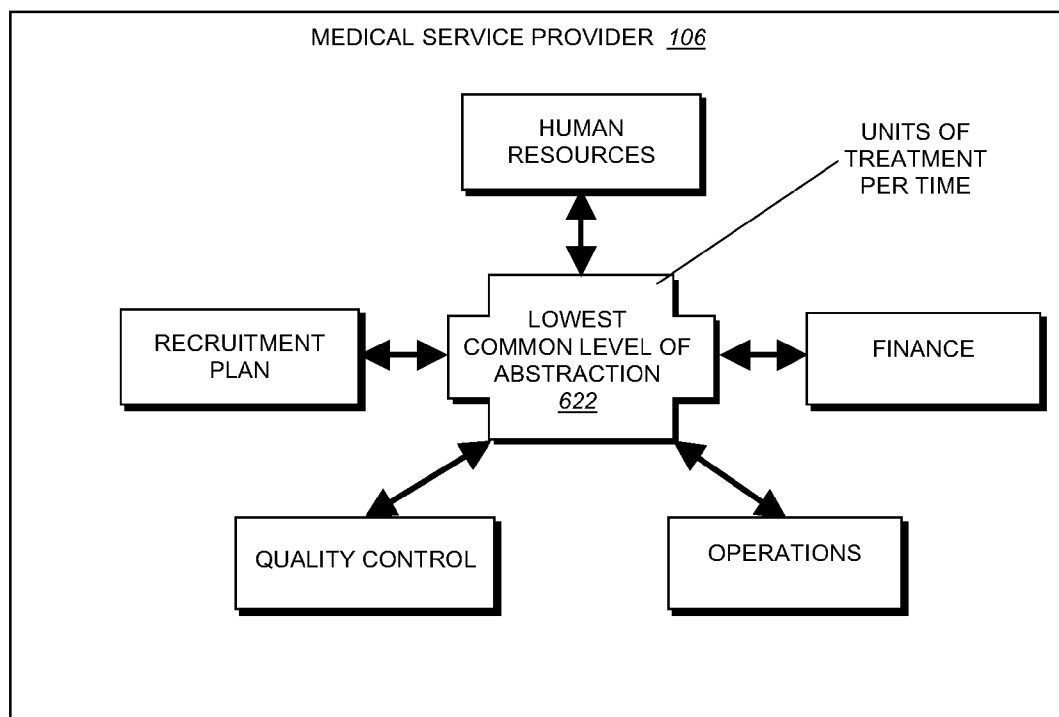 MEDICAL SERVICE PROVIDER 106
HUMAN
RESOURCES
UNITS OF
TREATMENT
PER TIME
RECRUITMENT
PLAN
LOWEST
COMMON LEVEL OF
ABSTRACTION
622
FINANCE
QUALITY CONTROL
OPERATIONS